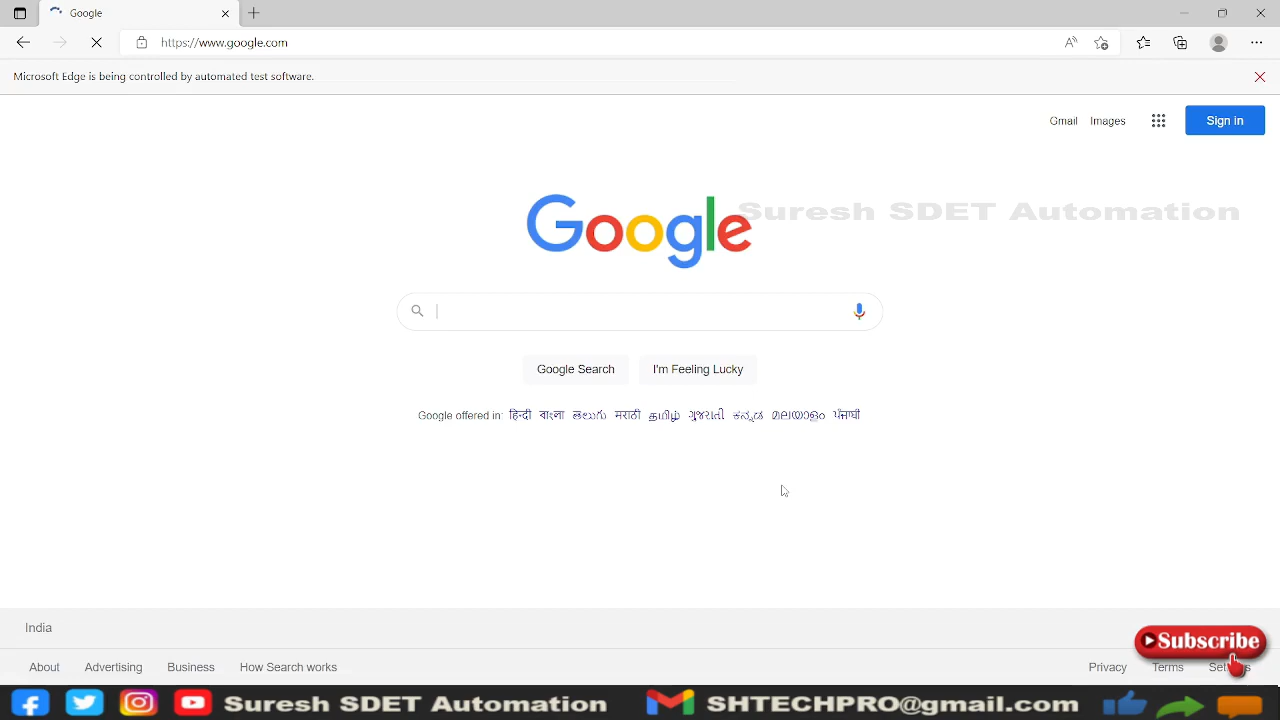 Google
https://www.google.com
Microsoft Edge is being controlled by automated test software.
Gmail Images Sign in
Google
Suresh SDET Automation
Google Search I'm Feeling Lucky
Google offered in: हिन्दी বাংলা తెలుగు मराठी தமிழ் ગુજરાતી ಕನ್ನಡ മലയാളം ਪੰਜਾਬੀ
India
Subscribe
About Advertising Business How Search works Privacy Terms
Suresh SDET Automation SHTECHPRO@gmail.com